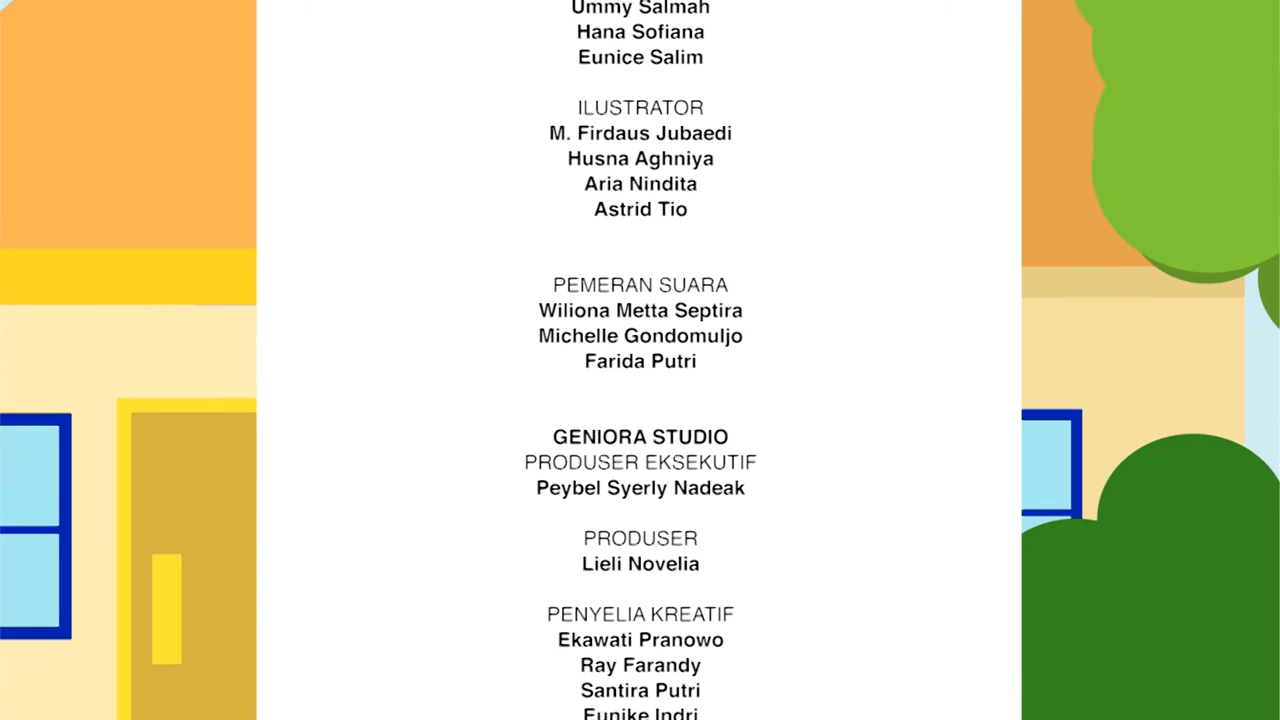 Ummy Salmah
Hana Sofiana
Eunice Salim
ILUSTRATOR
M. Firdaus Jubaedi
Husna Aghniya
Aria Nindita
Astrid Tio
PEMERAN SUARA
Wiliona Metta Septira
Michelle Gondomuljo
Farida Putri
GENIORA STUDIO
PRODUSER EKSEKUTIF
Peybel Syerly Nadeak
PRODUSER
Lieli Novelia
PENYELIA KREATIF
Ekawati Pranowo
Ray Farandy
Santira Putri
Eunike Indri